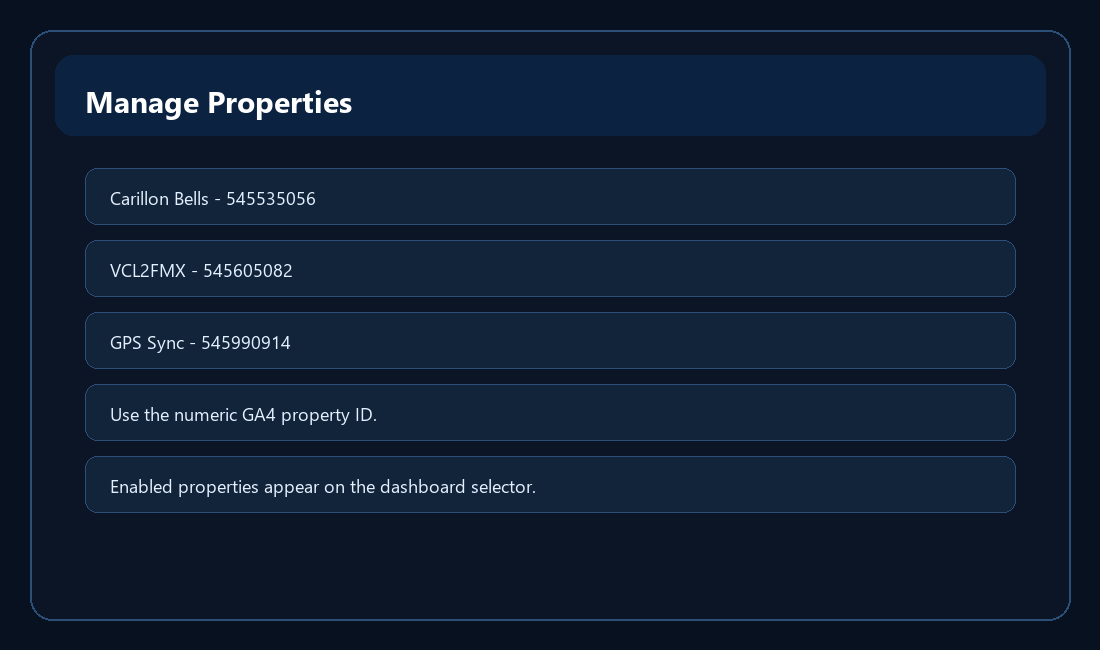 Manage Properties
Carillon Bells - 545535056
VCL2FMX - 545605082
GPS Sync - 545990914
Use the numeric GA4 property ID.
Enabled properties appear on the dashboard selector.